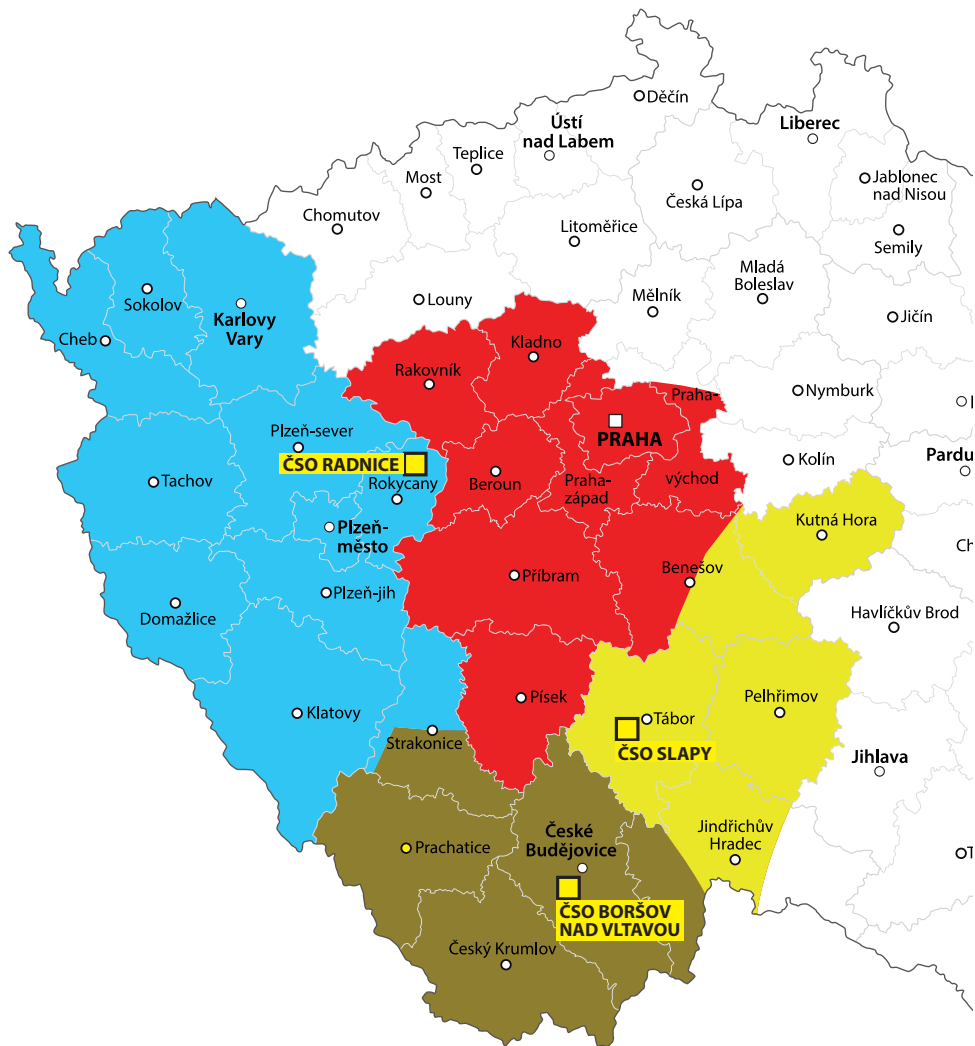 Děčín
Ústí
nad Labem
Liberec
Teplice
Most
Jablonec
nad Nisou
Česká Lípa
Chomutov
Litoměřice
Semily
Mladá
Boleslav
Sokolov
Louny
Mělník
Karlovy
Vary
Jičín
Cheb
Kladno
Rakovník
Praha-
Nymburk
Plzeň-sever
PRAHA
ČSO RADNICE
Kolín
Pardu
Tachov
Rokycany
Beroun
Praha-
západ
východ
Plzeň-
město
Kutná Hora
Ch
Příbram
Benešov
Plzeň-jih
Domažlice
Havlíčkův Brod
Písek
Pelhřimov
Klatovy
Tábor
Strakonice
ČSO SLAPY
Jihlava
Jindřichův
Hradec
České
Budějovice
Prachatice
T
ČSO BORŠOV
NAD VLTAVOU
Český Krumlov